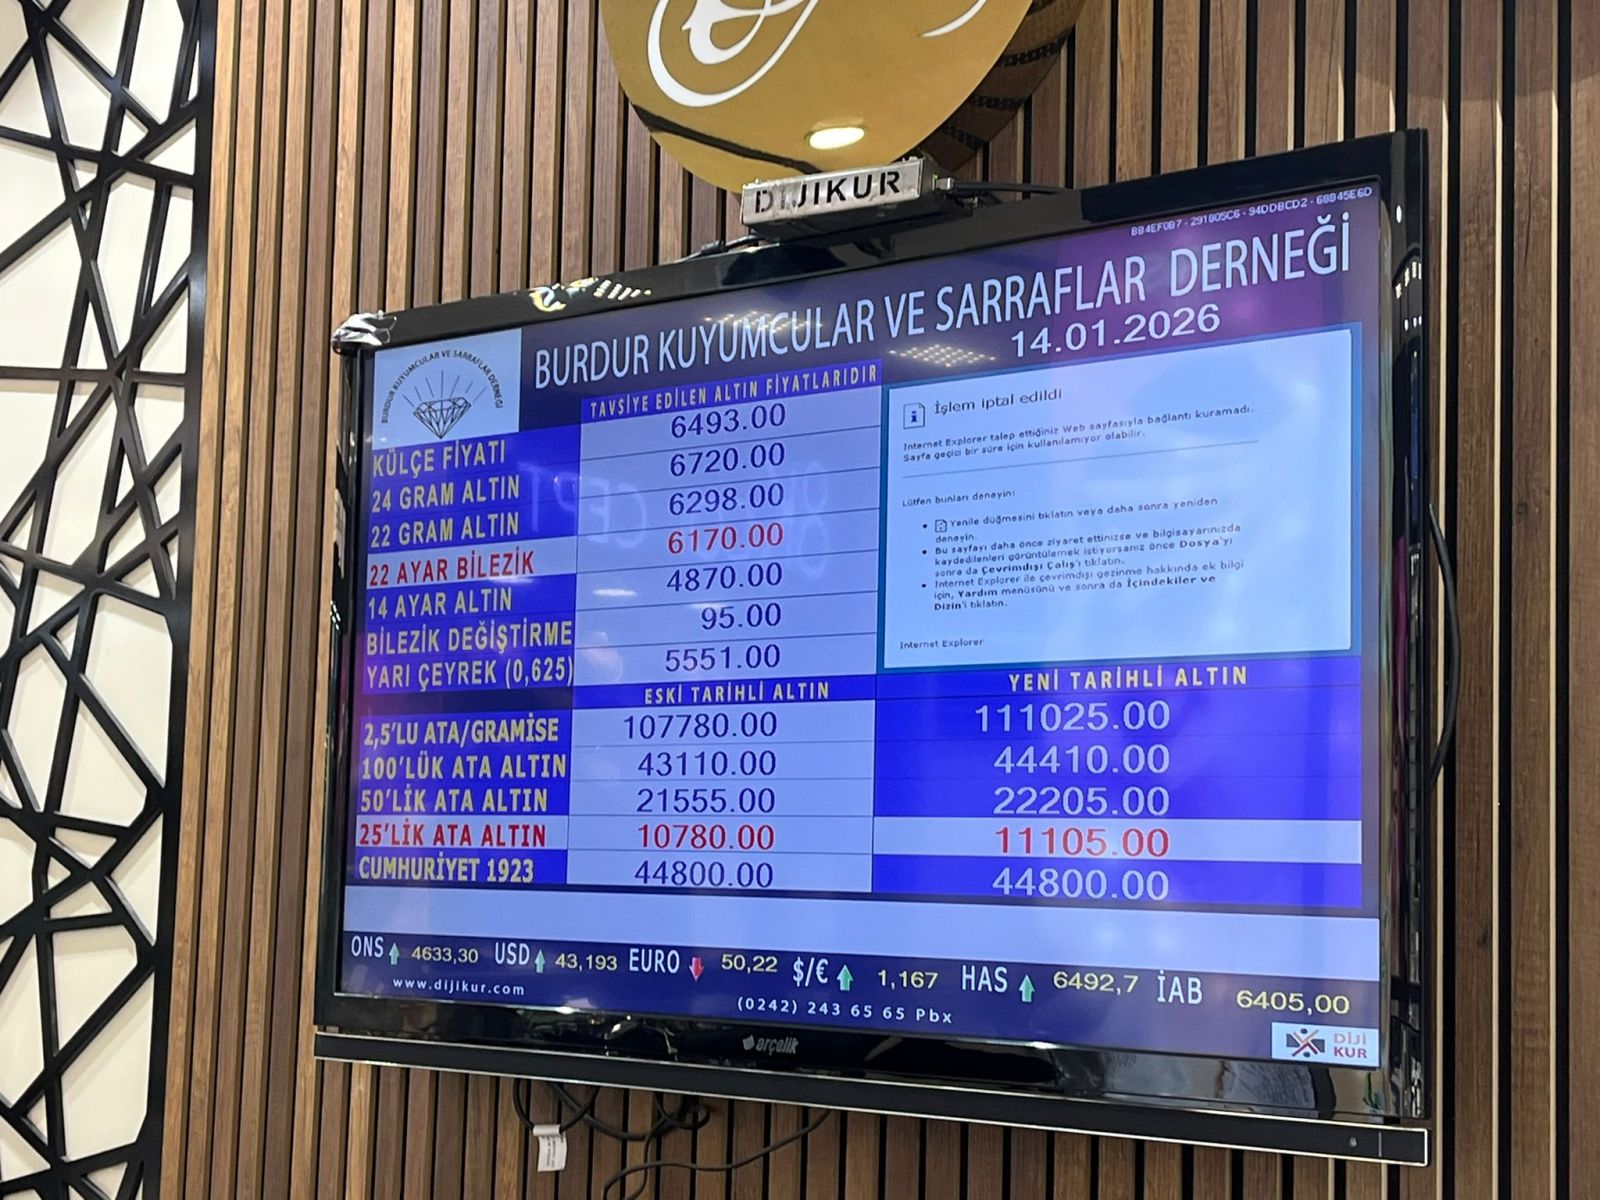 DIJIKUR
BB4EF0B7 - 291805C6 - 94DDBCD2 - 68B45E6D
BURDUR KUYUMCULAR VE SARRAFLAR DERNEĞİ
14.01.2026
BURDUR KUYUMCULAR VE SARRAFLAR DERNEĞİ
TAVSİYE EDİLEN ALTIN FİYATLARIDIR
KÜLÇE FİYATI 6493.00
24 GRAM ALTIN 6720.00
22 GRAM ALTIN 6298.00
22 AYAR BİLEZİK 6170.00
14 AYAR ALTIN 4870.00
BİLEZİK DEĞİŞTİRME 95.00
YARI ÇEYREK (0,625) 5551.00
İşlem iptal edildi
Internet Explorer talep ettiğiniz Web sayfasıyla bağlantı kuramadı.
Sayfa geçici bir süre için kullanılamıyor olabilir.
Lütfen bunları deneyin:
Yenile düğmesini tıklatın veya daha sonra yeniden
deneyin.
Bu sayfayı daha önce ziyaret ettinizse ve bilgisayarınızda
kaydedilenleri görüntülemek istiyorsanız önce Dosya'yı
sonra da Çevrimdışı Çalış'ı tıklatın.
Internet Explorer ile çevrimdışı gezinme hakkında ek bilgi
için, Yardım menüsünü ve sonra da İçindekiler ve
Dizin'i tıklatın.
Internet Explorer
ESKİ TARİHLİ ALTIN YENİ TARİHLİ ALTIN
2,5'LU ATA/GRAMİSE 107780.00 111025.00
100'LÜK ATA ALTIN 43110.00 44410.00
50'LİK ATA ALTIN 21555.00 22205.00
25'LİK ATA ALTIN 10780.00 11105.00
CUMHURİYET 1923 44800.00 44800.00
ONS 4633,30 USD 43,193 EURO 50,22 $/€ 1,167 HAS 6492,7 İAB 6405,00
www.dijikur.com (0242) 243 65 65 Pbx
DİJİ
KUR
arçelik